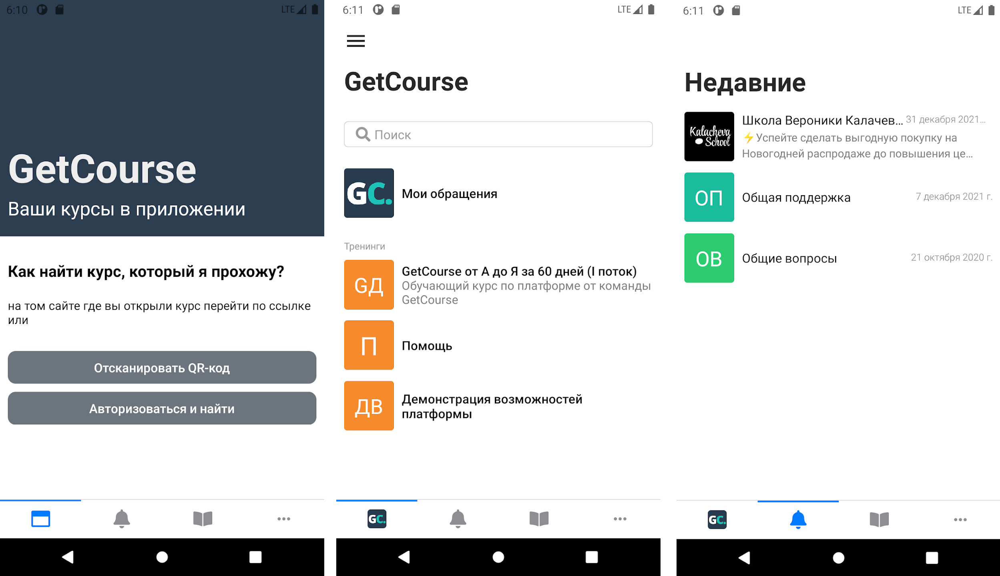 6:10
LTE
GetCourse
Ваши курсы в приложении
Как найти курс, который я прохожу?
на том сайте где вы открыли курс перейти по ссылке
или
Отсканировать QR-код
Авторизоваться и найти
6:11
LTE
GetCourse
Поиск
GC.
Мои обращения
Тренинги
GД
GetCourse от А до Я за 60 дней (I поток)
Обучающий курс по платформе от команды
GetCourse
П
Помощь
ДВ
Демонстрация возможностей
платформы
GC.
6:11
LTE
Недавние
Kalacheva
School
Школа Вероники Калачев... 31 декабря 2021...
⚡Успейте сделать выгодную покупку на
Новогодней распродаже до повышения це...
ОП
Общая поддержка 7 декабря 2021 г.
ОВ
Общие вопросы 21 октября 2020 г.
GC.